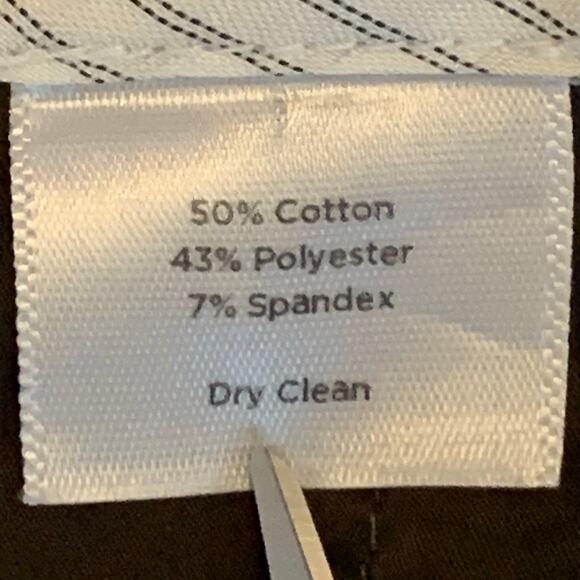 50% Cotton
43% Polyester
7% Spandex
Dry Clean